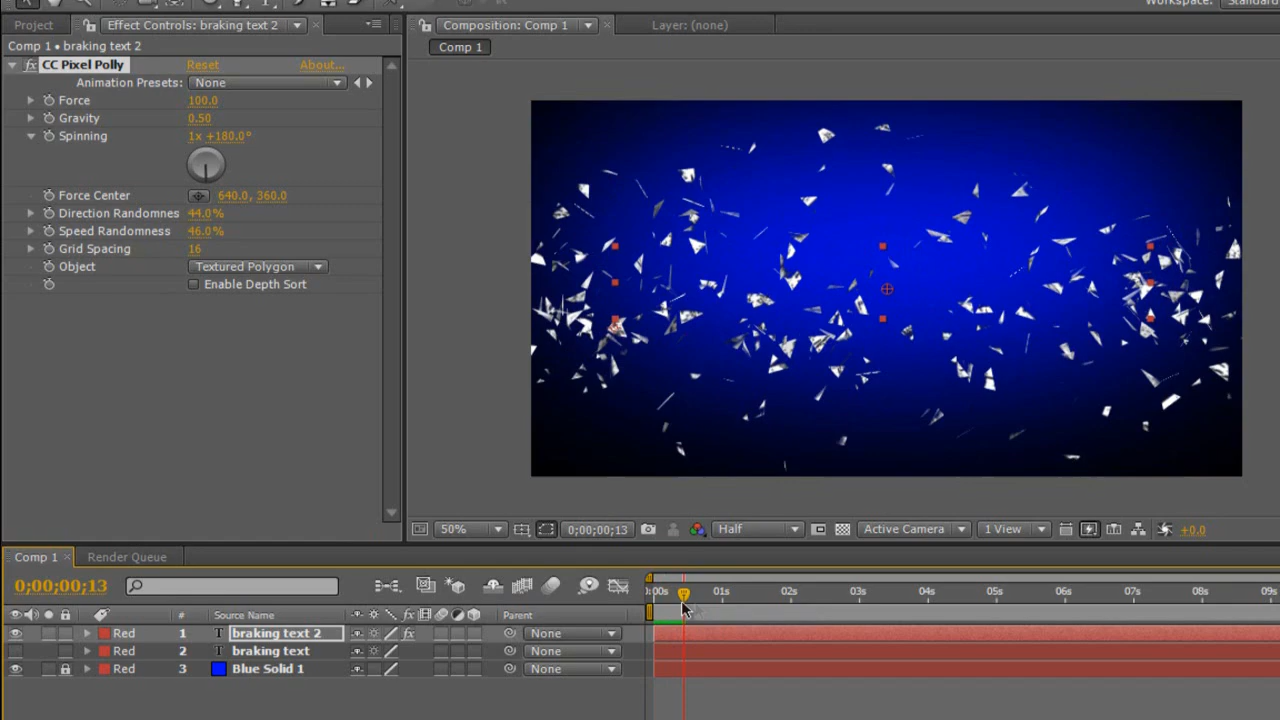 Workspace: Standard
Project
Effect Controls: braking text 2
Composition: Comp 1
Layer: (none)
Comp 1 • braking text 2
Comp 1
fx CC Pixel Polly Reset About...
Animation Presets: None
Force 100.0
Gravity 0.50
Spinning 1x +180.0°
Force Center 640.0, 360.0
Direction Randomnes 44.0%
Speed Randomness 46.0%
Grid Spacing 16
Object Textured Polygon
Enable Depth Sort
50% 0;00;00;13 Half Active Camera 1 View +0.0
Comp 1 Render Queue
0;00;00;13
:00s 01s 02s 03s 04s 05s 06s 07s 08s 09s
# Source Name fx Parent
Red 1 T braking text 2 fx None
Red 2 T braking text None
Red 3 Blue Solid 1 None